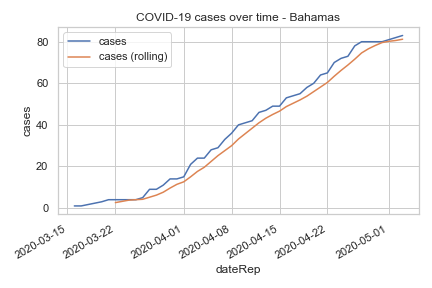 COVID-19 cases over time - Bahamas
cases
cases (rolling)
cases
80
60
40
20
0
2020-03-15
2020-03-22
2020-04-01
2020-04-08
2020-04-15
2020-04-22
2020-05-01
dateRep